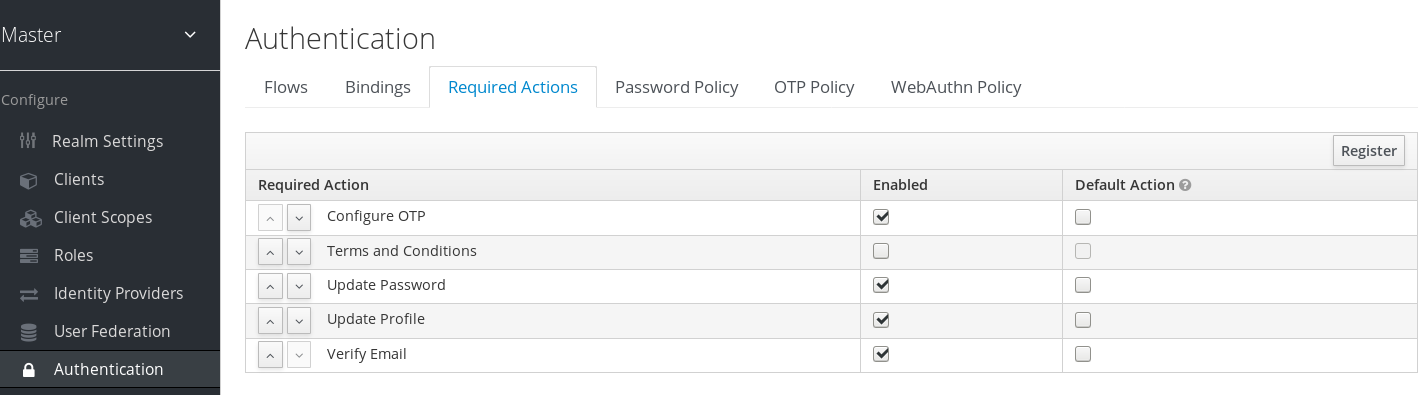 Master
Configure
Realm Settings
Clients
Client Scopes
Roles
Identity Providers
User Federation
Authentication
Authentication
Flows Bindings Required Actions Password Policy OTP Policy WebAuthn Policy
Register
Required Action Enabled Default Action ?
Configure OTP
Terms and Conditions
Update Password
Update Profile
Verify Email